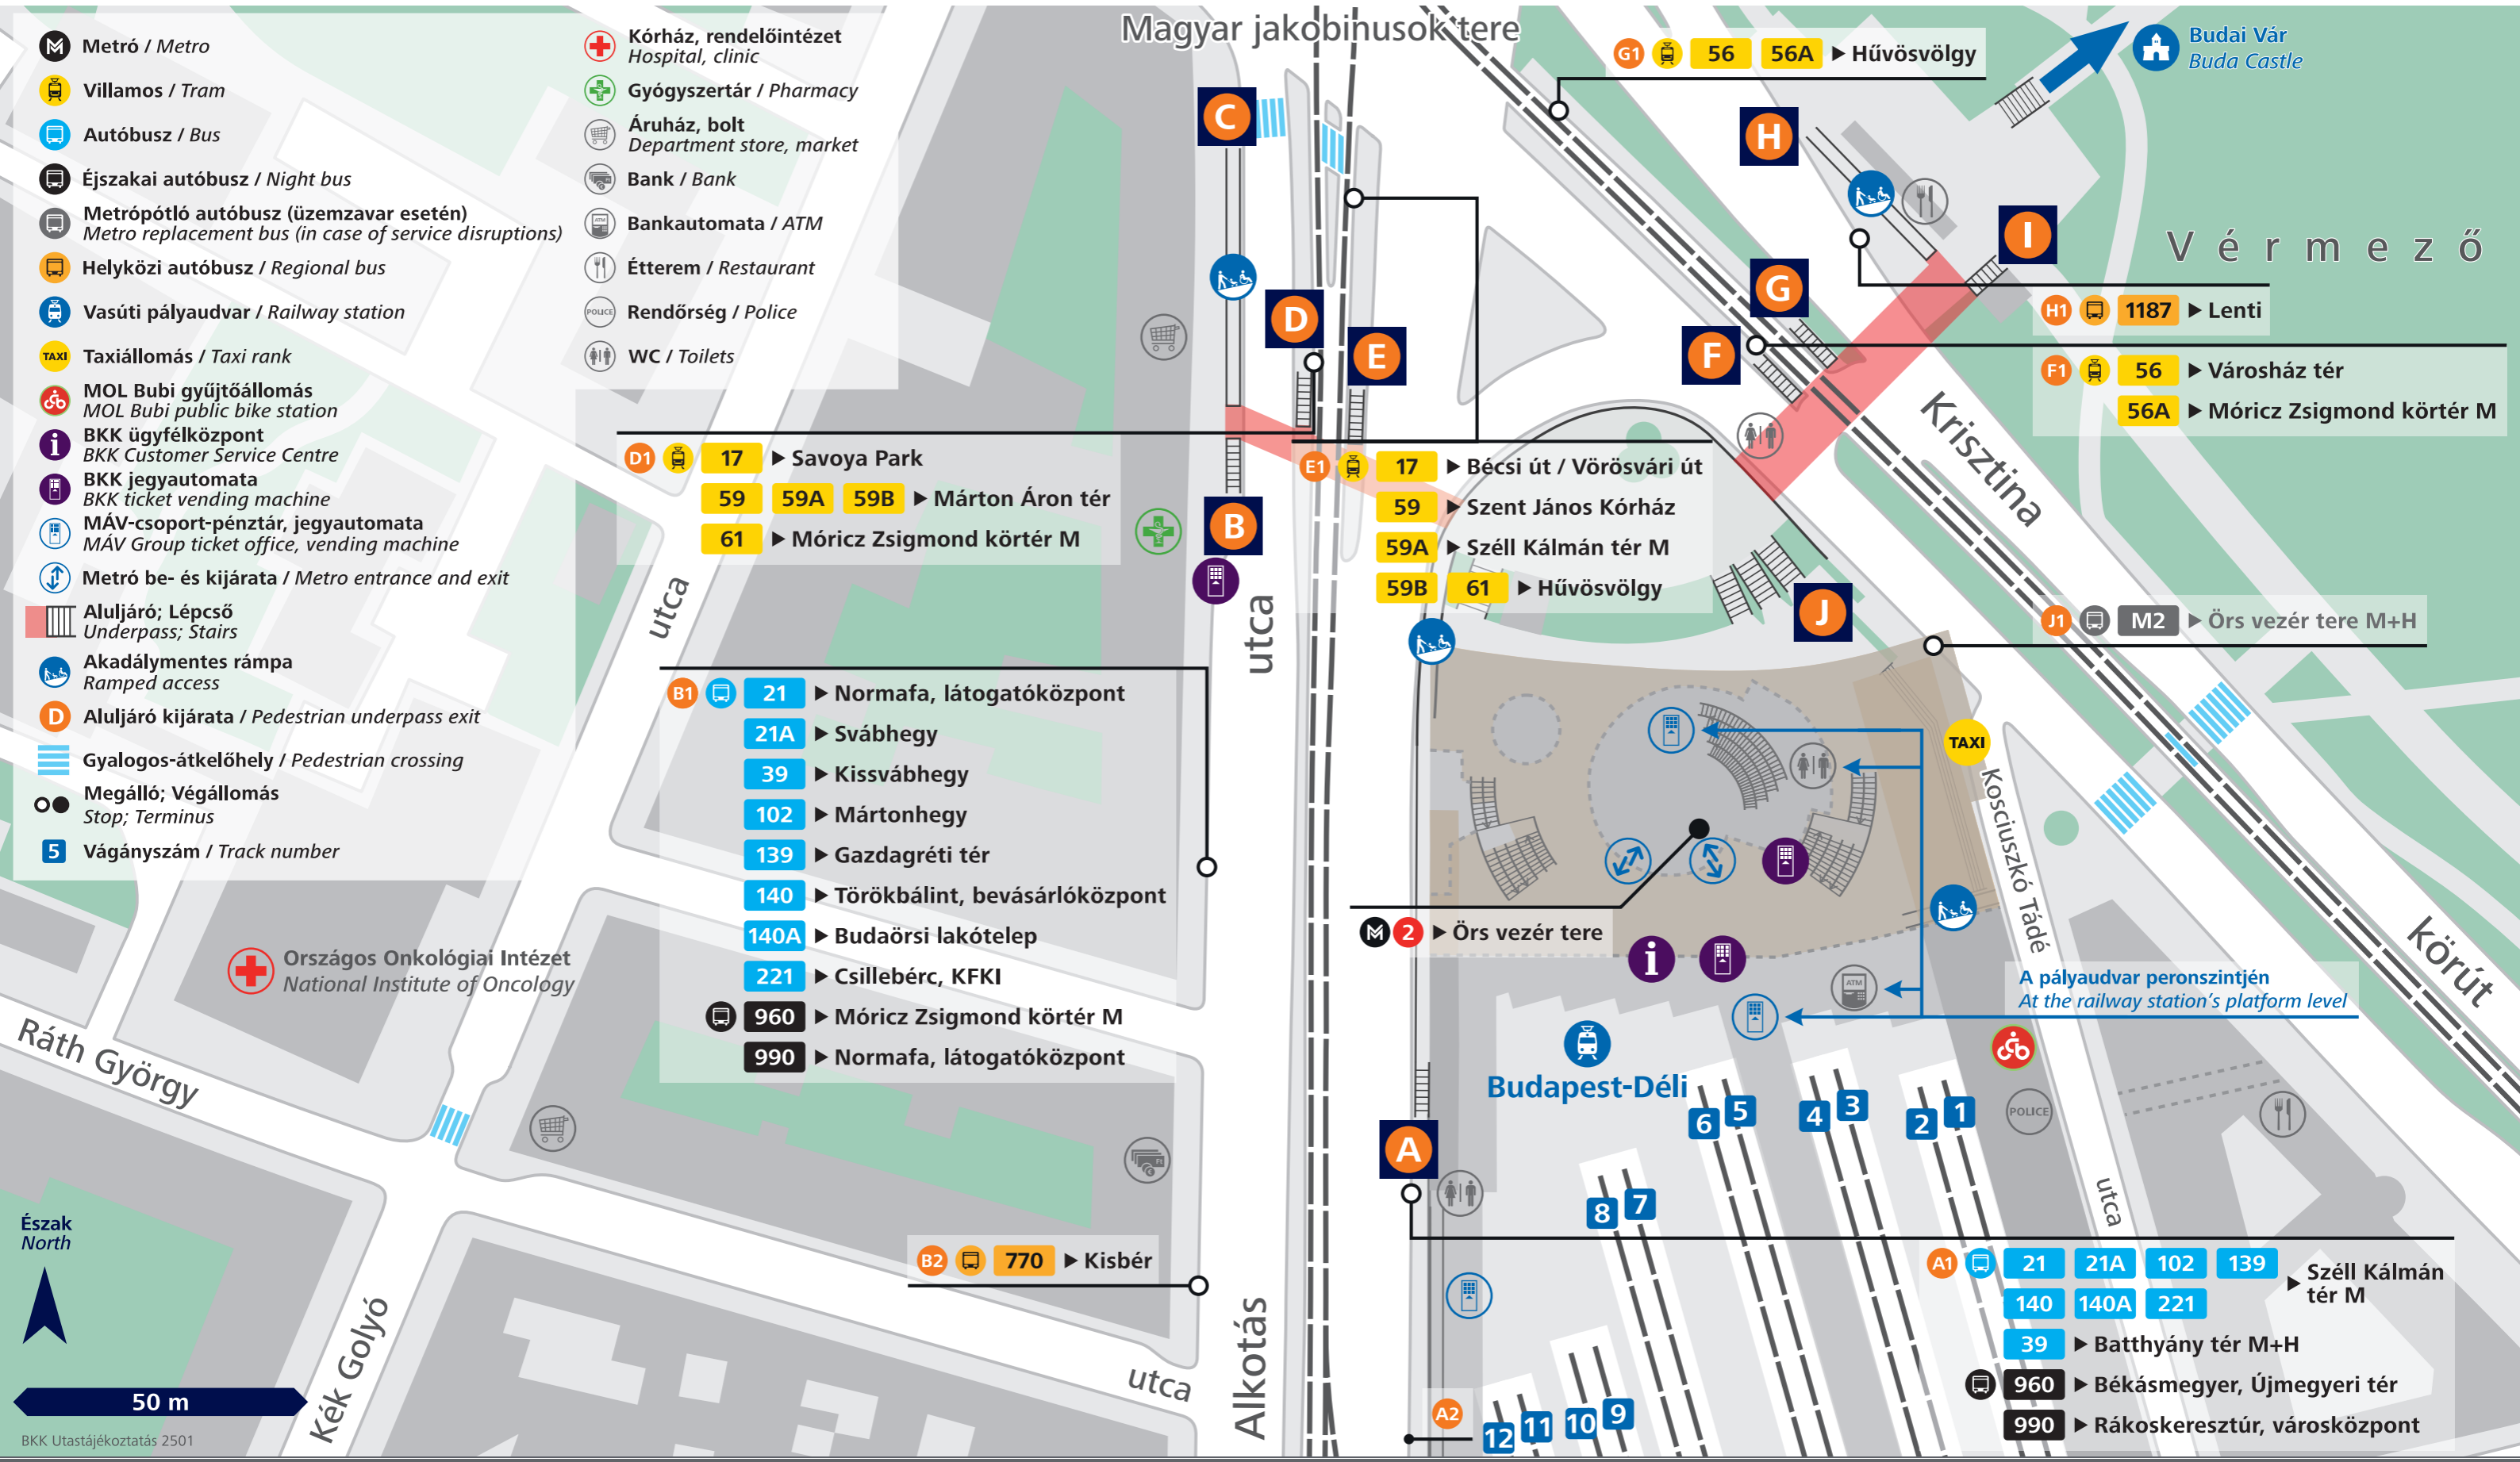 Metró / Metro
Villamos / Tram
Autóbusz / Bus
Éjszakai autóbusz / Night bus
Metrópótló autóbusz (üzemzavar esetén)
Metro replacement bus (in case of service disruptions)
Helyközi autóbusz / Regional bus
Vasúti pályaudvar / Railway station
TAXI Taxiállomás / Taxi rank
MOL Bubi gyűjtőállomás
MOL Bubi public bike station
BKK ügyfélközpont
BKK Customer Service Centre
BKK jegyautomata
BKK ticket vending machine
MÁV-csoport-pénztár, jegyautomata
MÁV Group ticket office, vending machine
Metró be- és kijárata / Metro entrance and exit
Aluljáró; Lépcső
Underpass; Stairs
Akadálymentes rámpa
Ramped access
D Aluljáró kijárata / Pedestrian underpass exit
Gyalogos-átkelőhely / Pedestrian crossing
Megálló; Végállomás
Stop; Terminus
5 Vágányszám / Track number
Kórház, rendelőintézet
Hospital, clinic
Gyógyszertár / Pharmacy
Áruház, bolt
Department store, market
Bank / Bank
ATM Bankautomata / ATM
Étterem / Restaurant
POLICE Rendőrség / Police
WC / Toilets
Magyar jakobinusok tere
G1 56 56A Hűvösvölgy
Budai Vár
Buda Castle
C
H
I
Vérmező
G
D
E
F
H1 1187 Lenti
F1 56 Városház tér
56A Móricz Zsigmond körtér M
Krisztina
körút
D1 17 Savoya Park
59 59A 59B Márton Áron tér
61 Móricz Zsigmond körtér M
E1 17 Bécsi út / Vörösvári út
59 Szent János Kórház
59A Széll Kálmán tér M
59B 61 Hűvösvölgy
B
J
J1 M2 Örs vezér tere M+H
utca
utca
B1 21 Normafa, látogatóközpont
21A Svábhegy
39 Kissvábhegy
102 Mártonhegy
139 Gazdagréti tér
140 Törökbálint, bevásárlóközpont
140A Budaörsi lakótelep
221 Csillebérc, KFKI
960 Móricz Zsigmond körtér M
990 Normafa, látogatóközpont
TAXI
Kosciuszkó Tádé
utca
2 Örs vezér tere
i
ATM
A pályaudvar peronszintjén
At the railway station's platform level
Országos Onkológiai Intézet
National Institute of Oncology
Budapest-Déli
6 5 4 3 2 1
POLICE
A
8 7
Ráth György
utca
B2 770 Kisbér
Észak
North
Kék Golyó
Alkotás
50 m
BKK Utastájékoztatás 2501
A2
12 11 10 9
A1 21 21A 102 139
140 140A 221
Széll Kálmán
tér M
39 Batthyány tér M+H
960 Békásmegyer, Újmegyeri tér
990 Rákoskeresztúr, városközpont